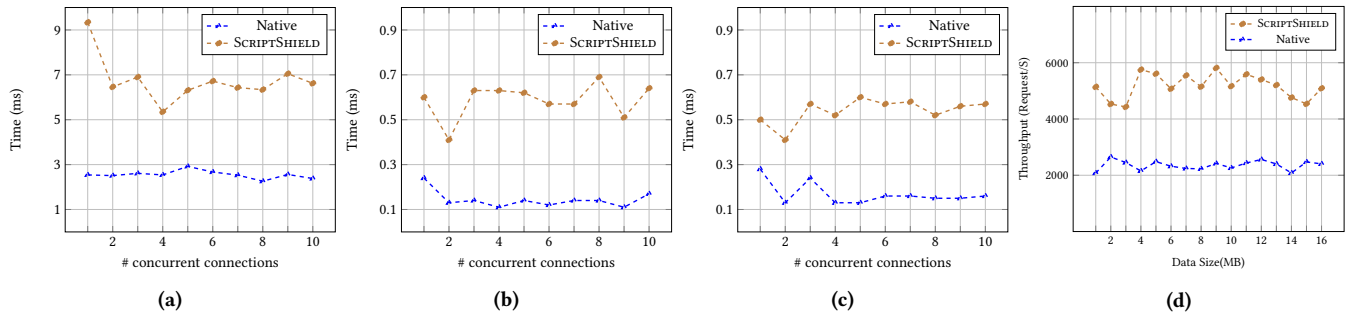 Native
SCRIPTSHIELD
9
7
5
3
1
Time (ms)
2 4 6 8 10
# concurrent connections
(a)
Native
SCRIPTSHIELD
0.9
0.7
0.5
0.3
0.1
Time (ms)
2 4 6 8 10
# concurrent connections
(b)
Native
SCRIPTSHIELD
0.9
0.7
0.5
0.3
0.1
Time (ms)
2 4 6 8 10
# concurrent connections
(c)
SCRIPTSHIELD
Native
6000
4000
2000
Throughput (Request/S)
2 4 6 8 10 12 14 16
Data Size(MB)
(d)